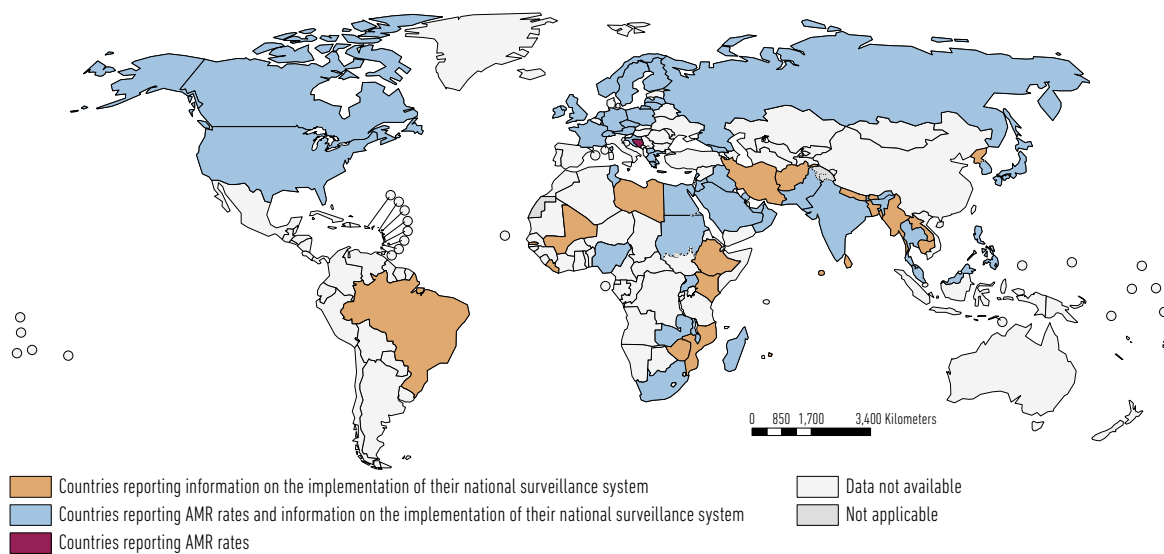 0 850 1,700 3,400 Kilometers
Countries reporting information on the implementation of their national surveillance system
Countries reporting AMR rates and information on the implementation of their national surveillance system
Countries reporting AMR rates
Data not available
Not applicable